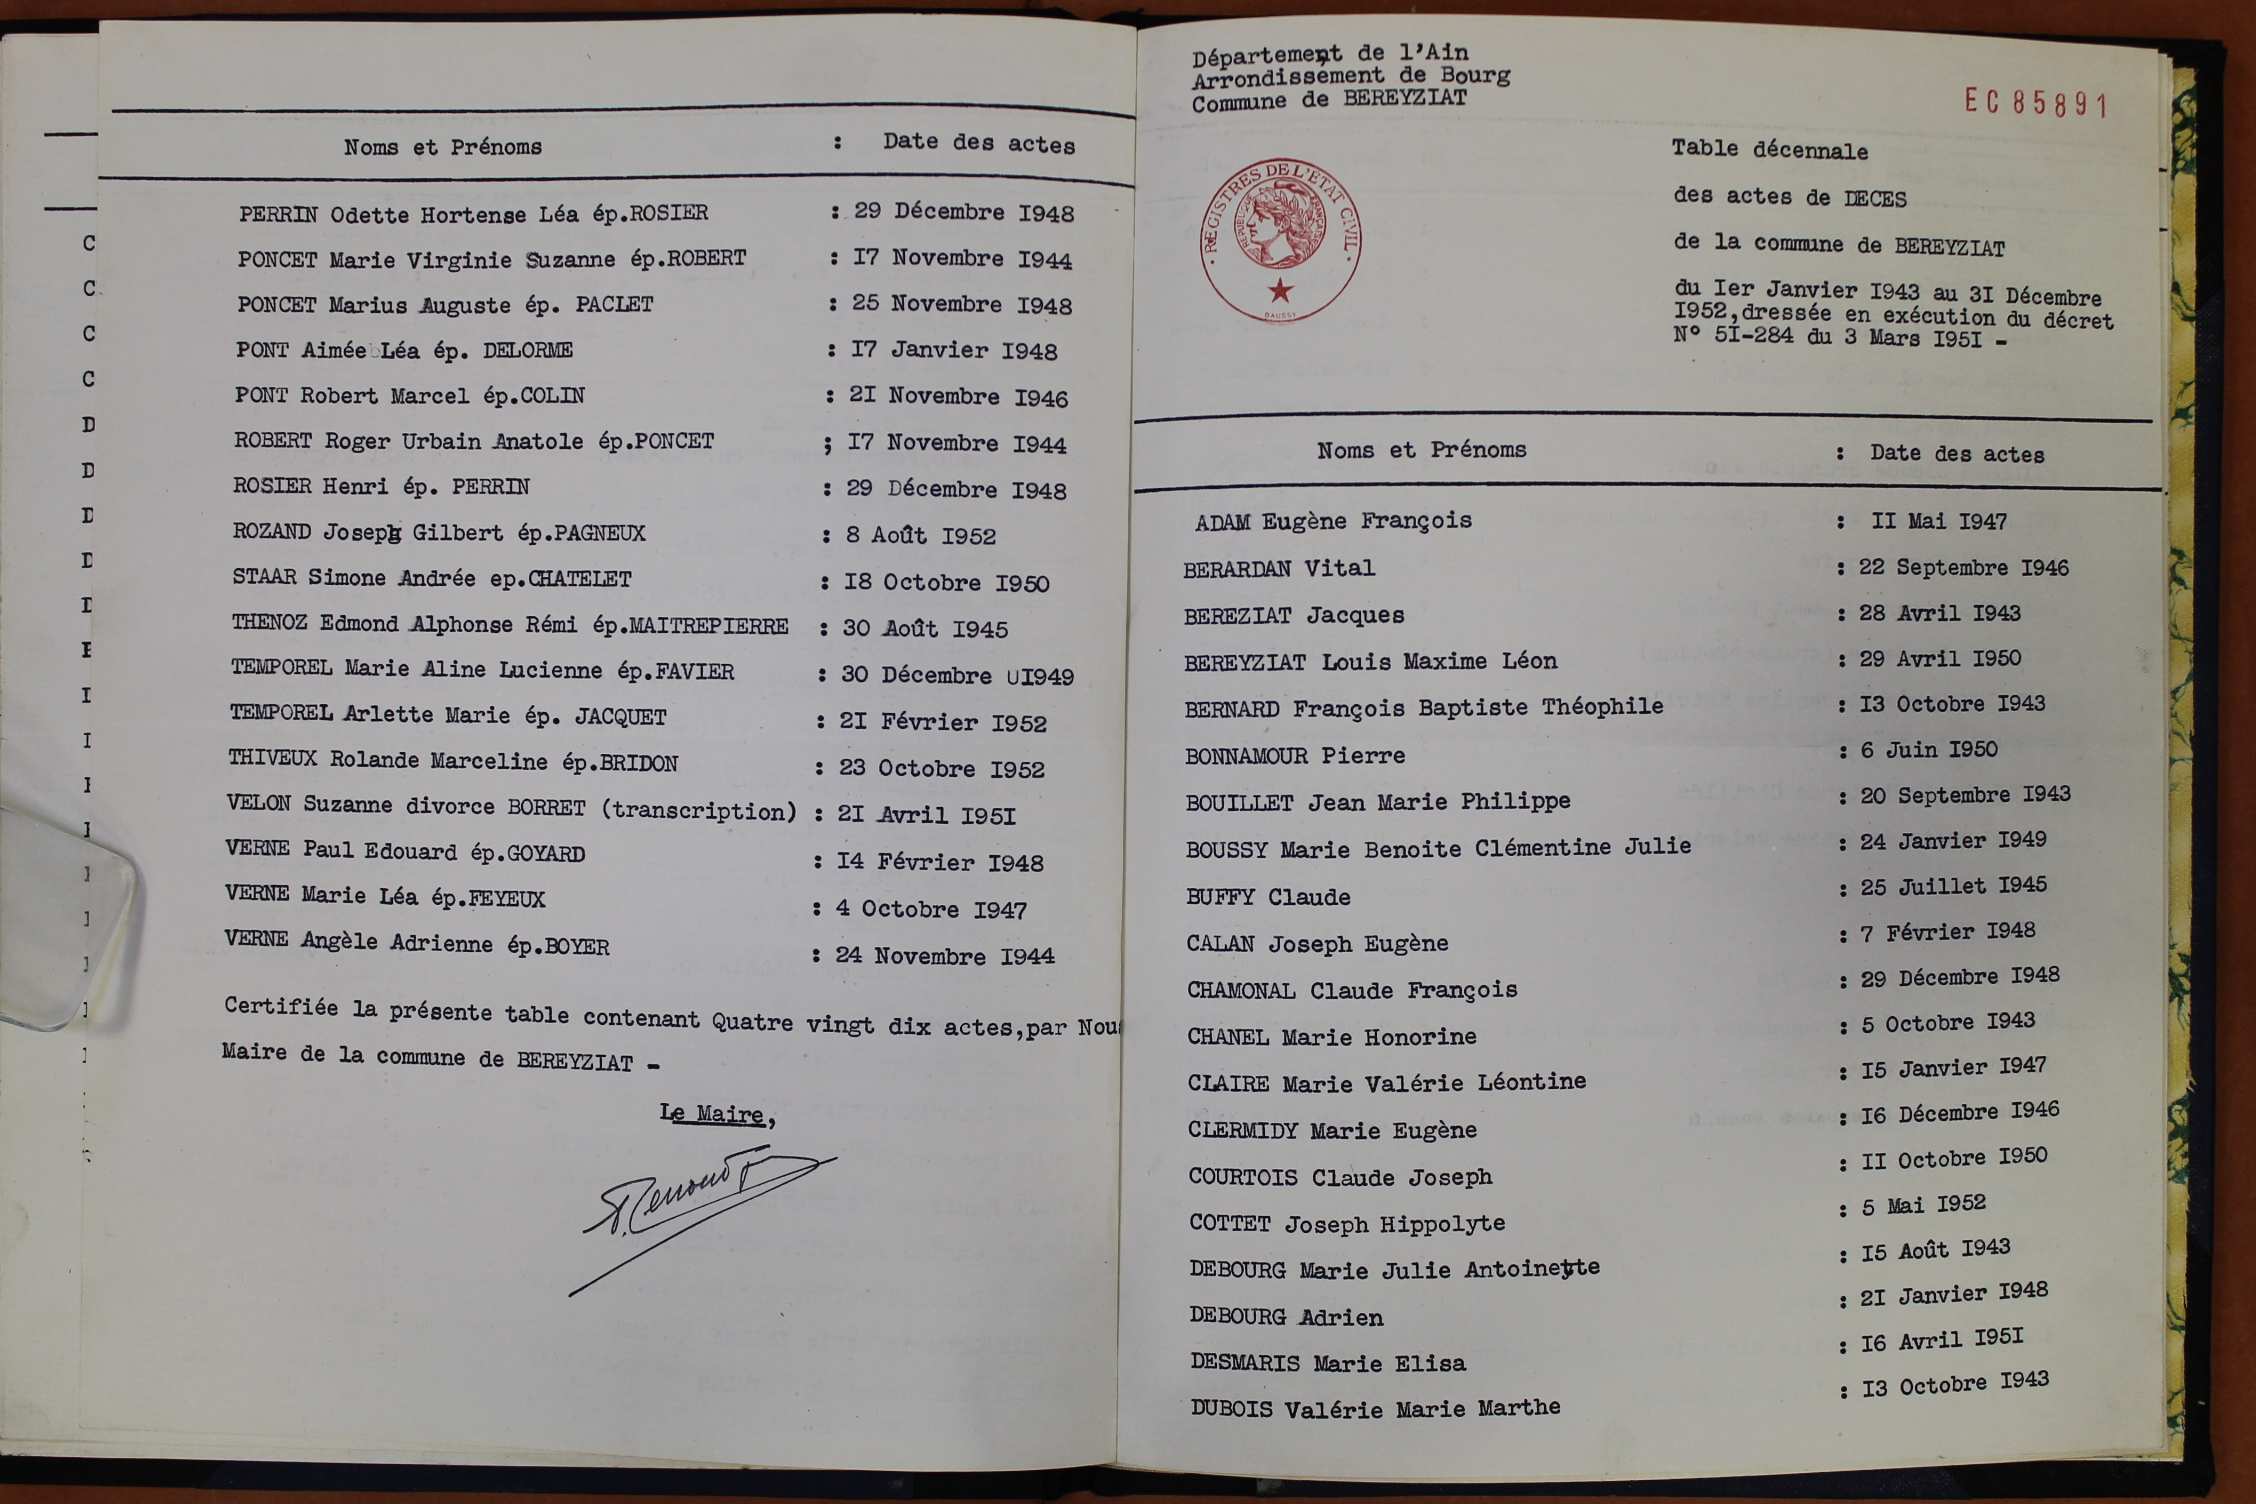 Noms et Prénoms : Date des actes
PERRIN Odette Hortense Léa ép.ROSIER : 29 Décembre I948
PONCET Marie Virginie Suzanne ép.ROBERT : I7 Novembre I944
PONCET Marius Auguste ép. PACLET : 25 Novembre I948
PONT Aimée Léa ép. DELORME : I7 Janvier I948
PONT Robert Marcel ép.COLIN : 2I Novembre I946
ROBERT Roger Urbain Anatole ép.PONCET ; I7 Novembre I944
ROSIER Henri ép. PERRIN : 29 Décembre I948
ROZAND Joseph Gilbert ép.PAGNEUX : 8 Août I952
STAAR Simone Andrée ep.CHATELET : I8 Octobre I950
THENOZ Edmond Alphonse Rémi ép.MAITREPIERRE : 30 Août I945
TEMPOREL Marie Aline Lucienne ép.FAVIER : 30 Décembre UI949
TEMPOREL Arlette Marie ép. JACQUET : 2I Février I952
THIVEUX Rolande Marceline ép.BRIDON : 23 Octobre I952
VELON Suzanne divorce BORRET (transcription) : 2I Avril I95I
VERNE Paul Edouard ép.GOYARD : I4 Février I948
VERNE Marie Léa ép.FEYEUX : 4 Octobre I947
VERNE Angèle Adrienne ép.BOYER : 24 Novembre I944
Certifiée la présente table contenant Quatre vingt dix actes,par Nous
Maire de la commune de BEREYZIAT -
Le Maire,
Département de l'Ain
Arrondissement de Bourg
Commune de BEREYZIAT
EC 85891
REGISTRES DE L'ETAT CIVIL
REPUBLIQUE FRANÇAISE
DAUSSY
Table décennale
des actes de DECES
de la commune de BEREYZIAT
du Ier Janvier I943 au 3I Décembre
I952,dressée en exécution du décret
N° 5I-284 du 3 Mars I95I -
Noms et Prénoms : Date des actes
ADAM Eugène François : II Mai I947
BERARDAN Vital : 22 Septembre I946
BEREZIAT Jacques : 28 Avril I943
BEREYZIAT Louis Maxime Léon : 29 Avril I950
BERNARD François Baptiste Théophile : I3 Octobre I943
BONNAMOUR Pierre : 6 Juin I950
BOUILLET Jean Marie Philippe : 20 Septembre I943
BOUSSY Marie Benoite Clémentine Julie : 24 Janvier I949
BUFFY Claude : 25 Juillet I945
CALAN Joseph Eugène : 7 Février I948
CHAMONAL Claude François : 29 Décembre I948
CHANEL Marie Honorine : 5 Octobre I943
CLAIRE Marie Valérie Léontine : I5 Janvier I947
CLERMIDY Marie Eugène : I6 Décembre I946
COURTOIS Claude Joseph : II Octobre I950
COTTET Joseph Hippolyte : 5 Mai I952
DEBOURG Marie Julie Antoinette : I5 Août I943
DEBOURG Adrien : 2I Janvier I948
DESMARIS Marie Elisa : I6 Avril I95I
DUBOIS Valérie Marie Marthe : I3 Octobre I943